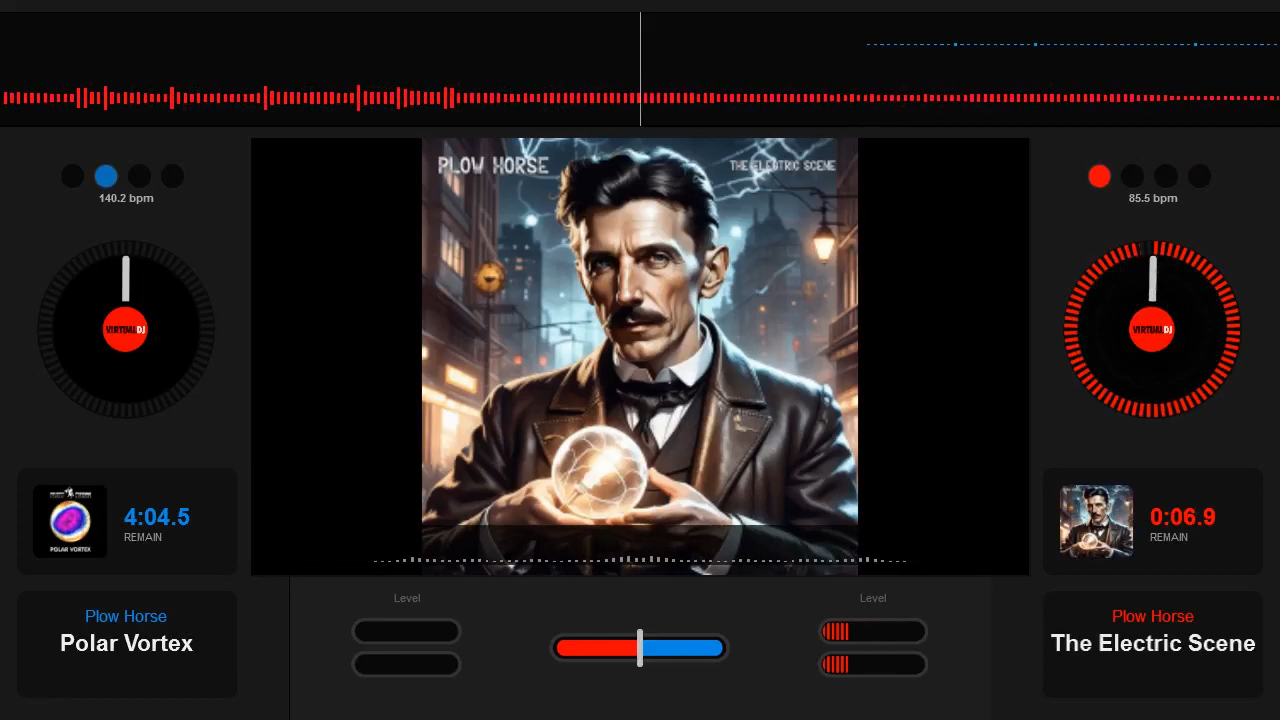 PLOW HORSE
THE ELECTRIC SCENE
140.2 bpm
85.5 bpm
VIRTUALDJ
VIRTUALDJ
POLAR VORTEX
4:04.5
REMAIN
0:06.9
REMAIN
Plow Horse
Polar Vortex
Level
Level
Plow Horse
The Electric Scene